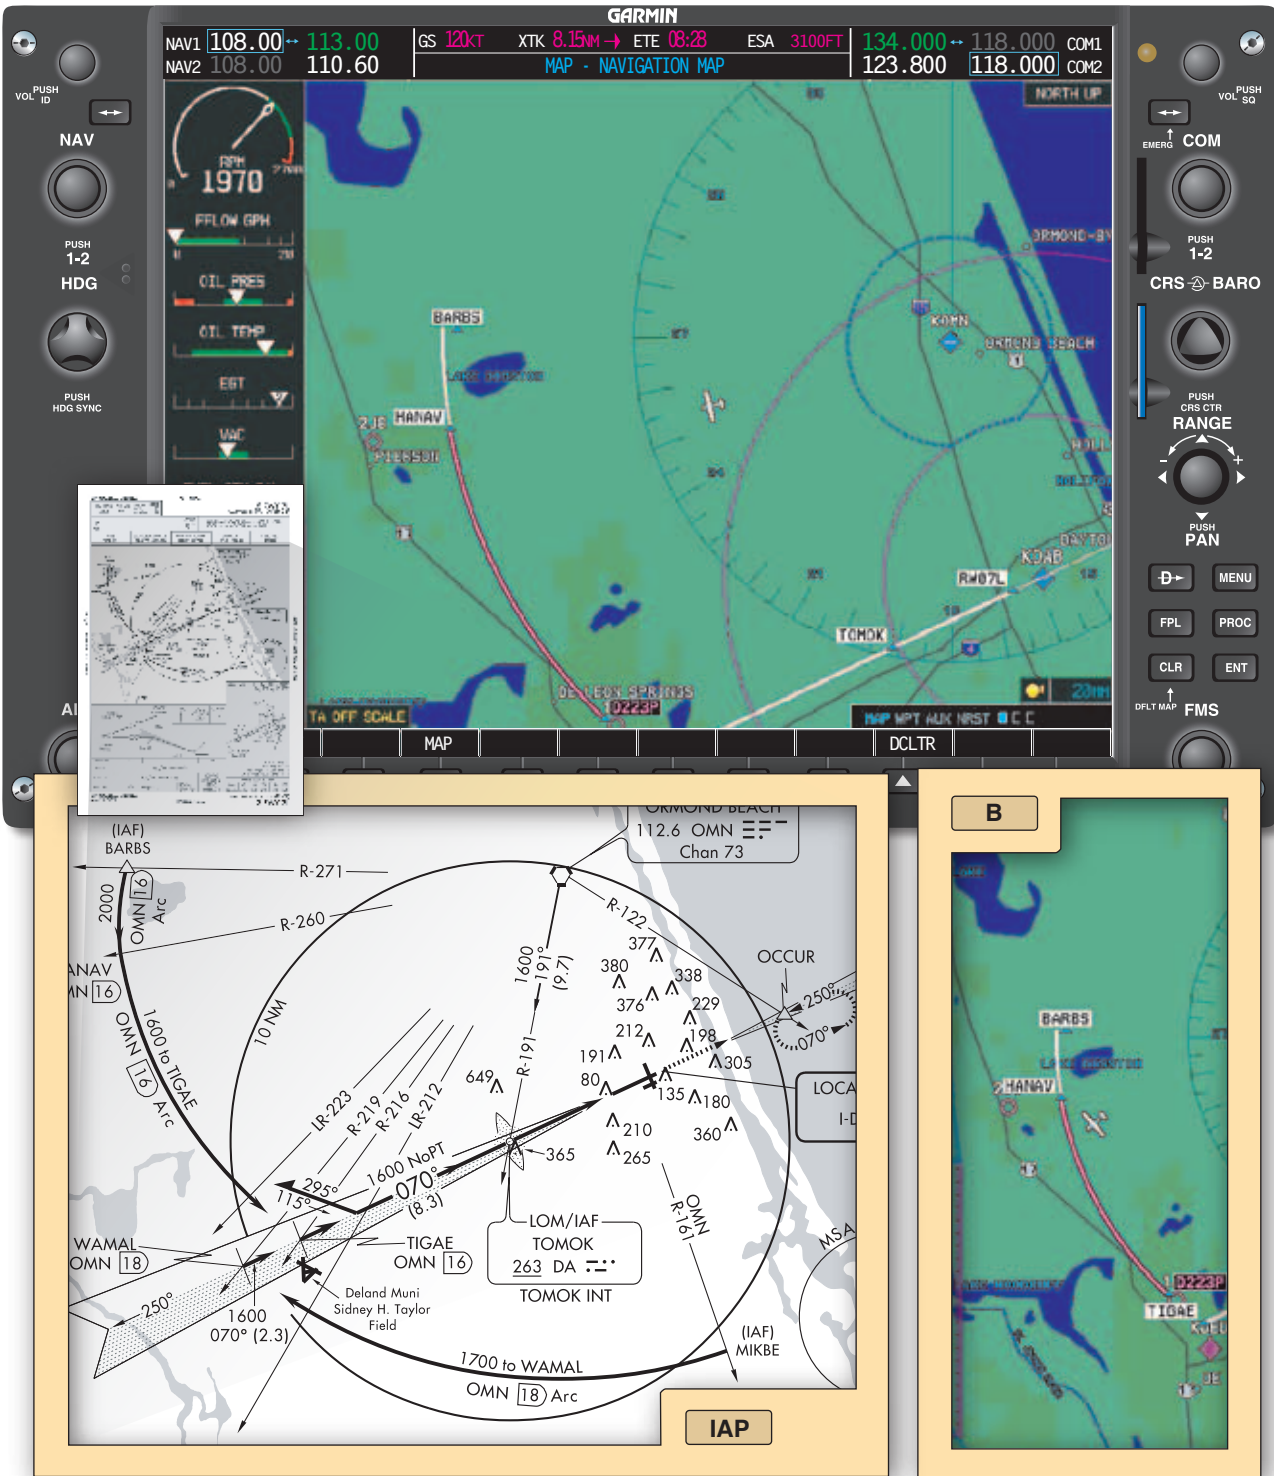 GARMIN
NAV1 108.00 ↔ 113.00
NAV2 108.00 110.60
GS 120KT XTK 8.15NM → ETE 08:28 ESA 3100FT
MAP - NAVIGATION MAP
134.000 ↔ 118.000 COM1
123.800 118.000 COM2
NORTH UP
VOL PUSH ID
NAV
PUSH
1-2
HDG
PUSH
HDG SYNC
VOL PUSH SQ
EMERG
COM
PUSH
1-2
CRS BARO
PUSH
CRS CTR
RANGE
- +
PUSH
PAN
D MENU
FPL PROC
CLR ENT
DFLT MAP
FMS
RPM
1970
FFLOW GPH
OIL PRES
OIL TEMP
EGT
VAC
BARBS
HANAV
PIERSON
KOMN
ORMOND BEACH
KDAB
RW07L
TOMOK
DE LEON SPRINGS
D223P
20NM
TA OFF SCALE
MAP WPT AUX NRST
MAP
DCLTR
(IAF)
BARBS
R-271
R-260
2000
OMN 16
Arc
ORMOND BEACH
112.6 OMN
Chan 73
R-122
1600
191°
(9.7)
R-191
10 NM
377
380
338
376
229
212
198
191
305
80
135
180
649
210
360
265
365
OCCUR
250°
070°
LOCA
I-D
ANAV
MN 16
1600 to TIGAE
OMN 16 Arc
LR-223
R-219
R-216
LR-212
1600 NoPT
070°
(8.3)
295°
115°
WAMAL
OMN 18
TIGAE
OMN 16
LOM/IAF
TOMOK
263 DA
TOMOK INT
OMN
R-161
MSA
250°
1600
070° (2.3)
Deland Muni
Sidney H. Taylor
Field
1700 to WAMAL
OMN 18 Arc
(IAF)
MIKBE
IAP
B
BARBS
HANAV
D223P
TIGAE